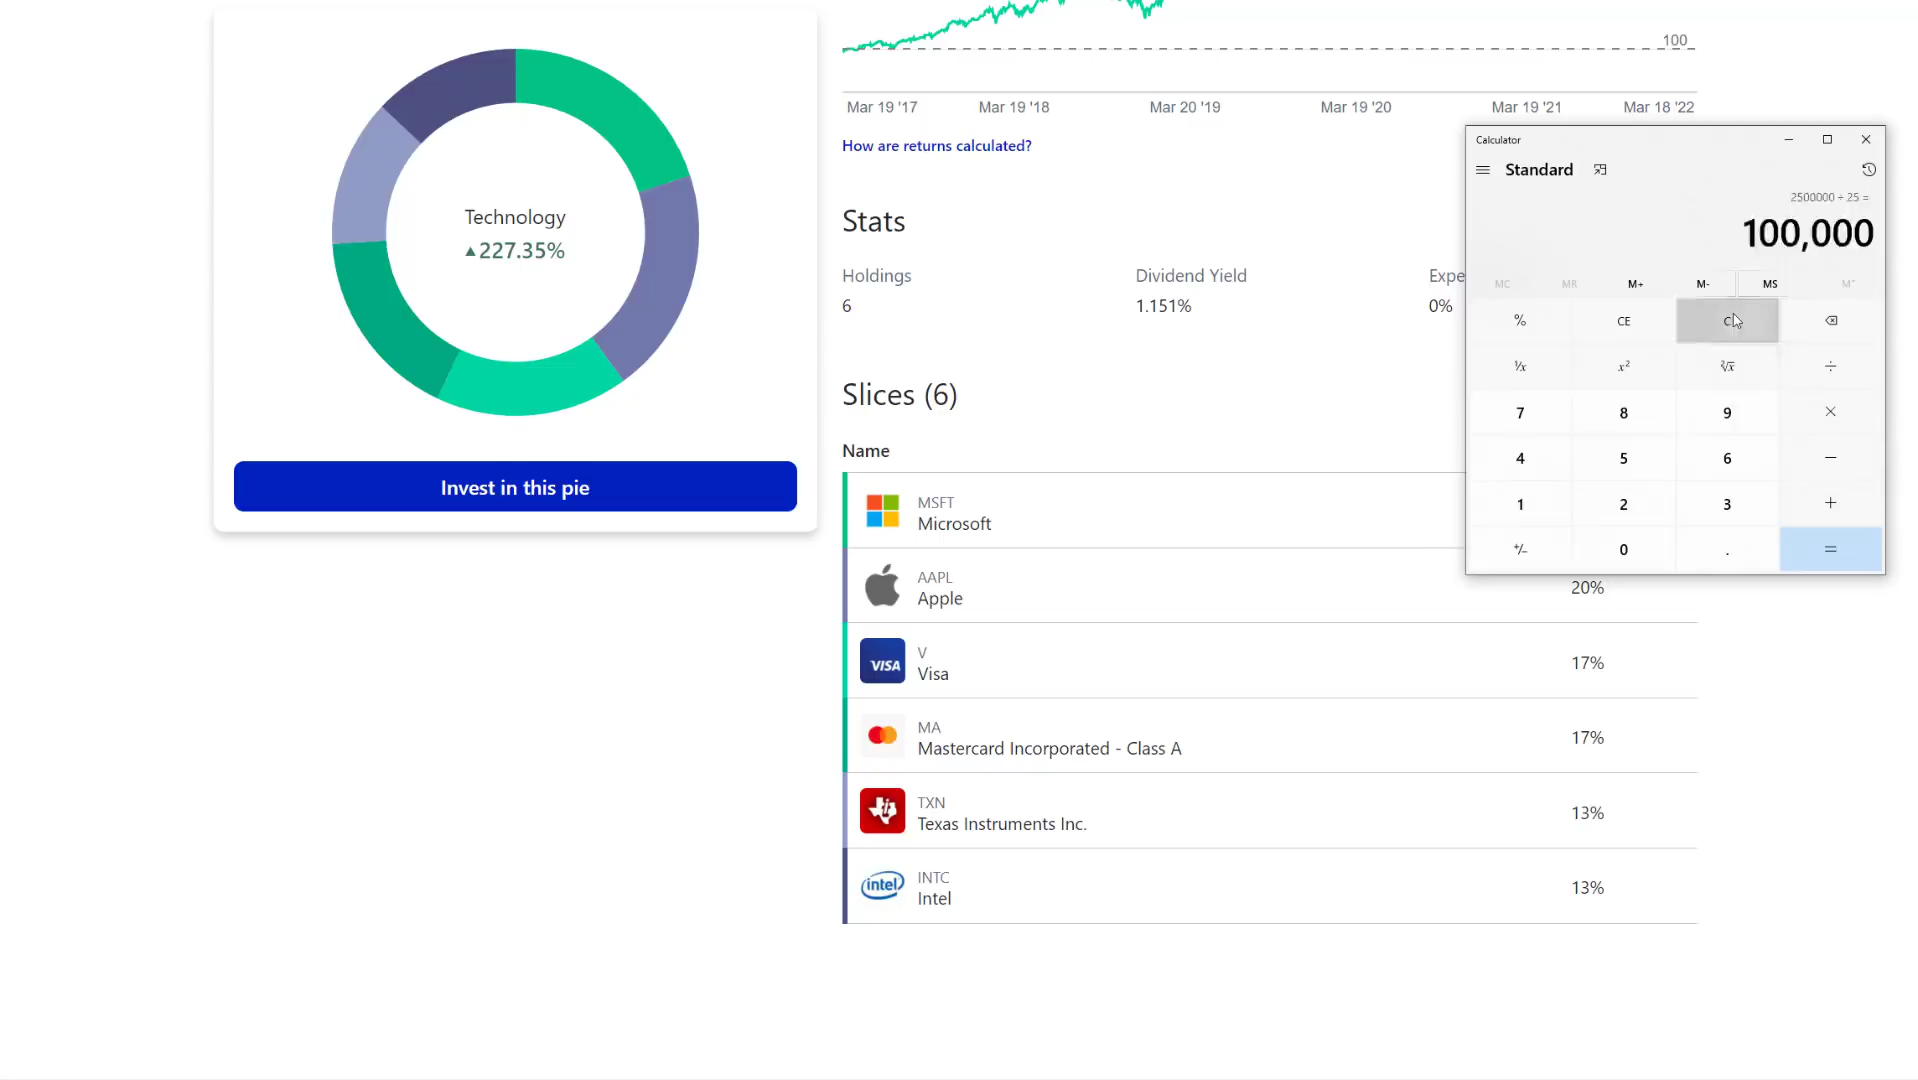 Technology
▲227.35%
Invest in this pie
100
Mar 19 '17
Mar 19 '18
Mar 20 '19
Mar 19 '20
Mar 19 '21
Mar 18 '22
How are returns calculated?
Stats
Holdings
6
Dividend Yield
1.151%
Expe
0%
Slices (6)
Name
MSFT
Microsoft
AAPL
Apple
20%
VISA
V
Visa
17%
MA
Mastercard Incorporated - Class A
17%
TXN
Texas Instruments Inc.
13%
intel
INTC
Intel
13%
Calculator
Standard
2500000 ÷ 25 =
100,000
MC MR M+ M- MS M˅
% CE C
¹/x x² ²√x ÷
7 8 9 ×
4 5 6 −
1 2 3 +
+/− 0 . =